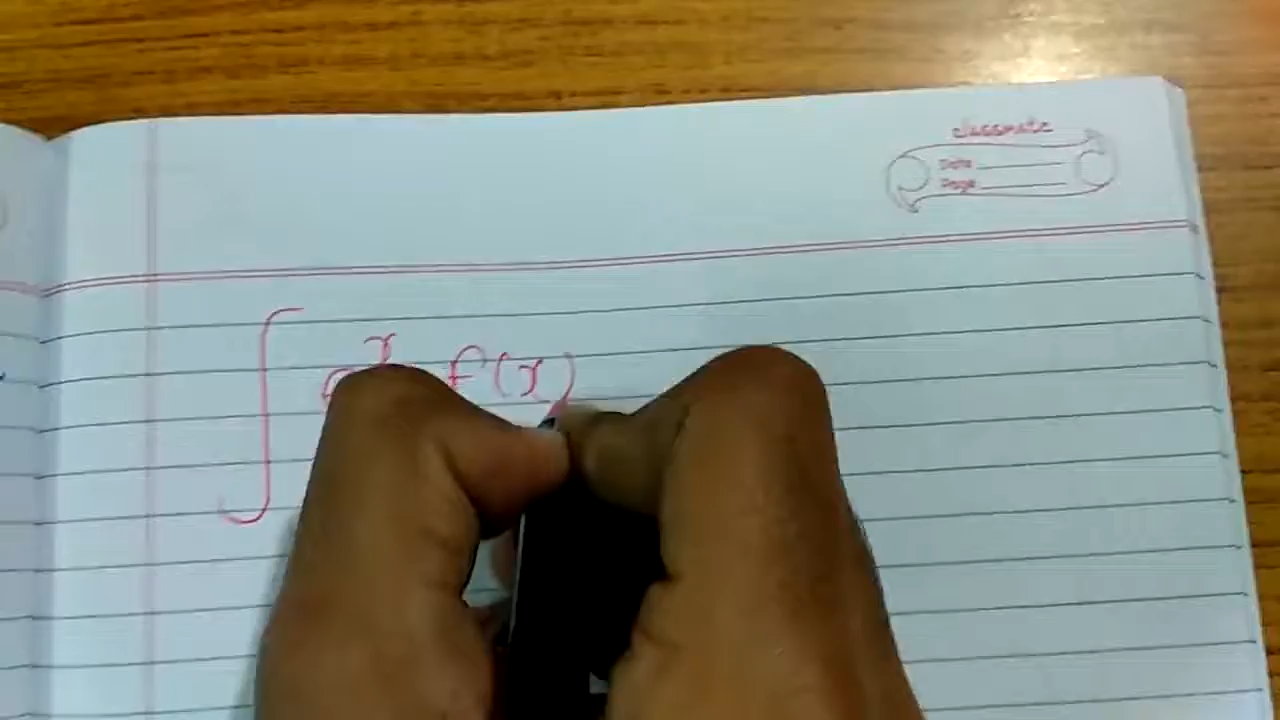 classmate
Date
Page
∫ e^x f(x)